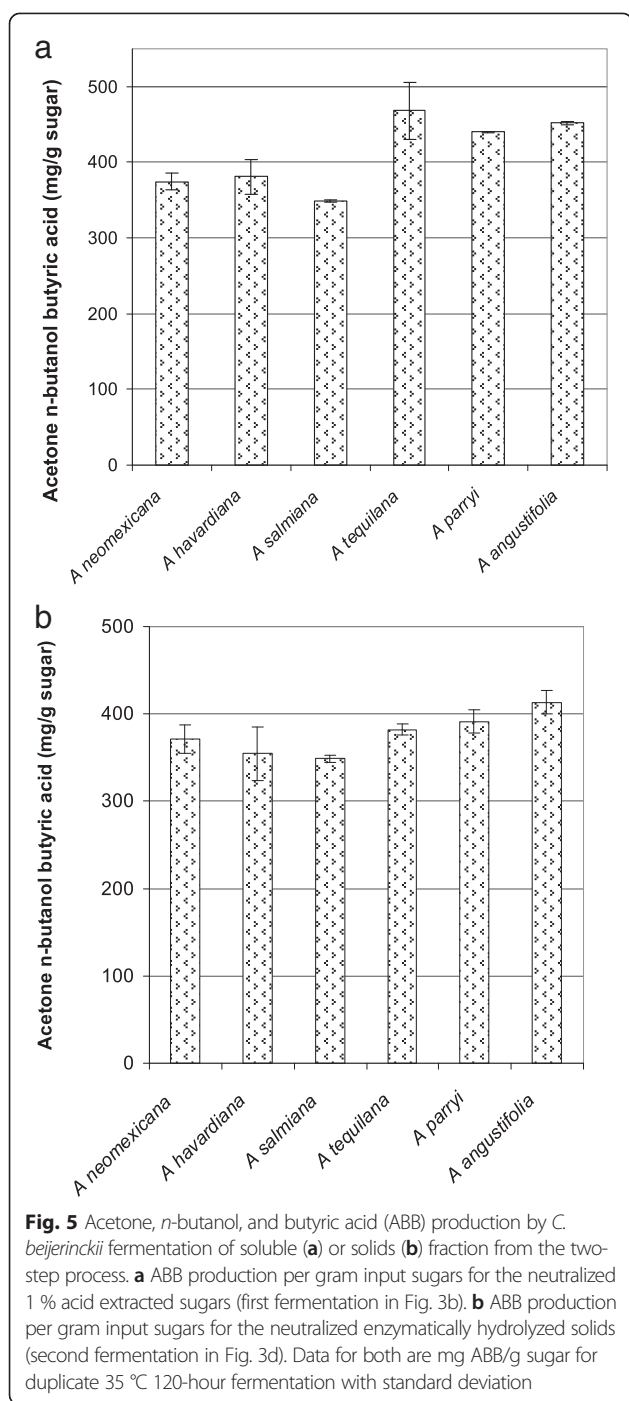 a
Acetone n-butanol butyric acid (mg/g sugar)
500
400
300
200
100
0
A neomexicana
A havardiana
A salmiana
A tequilana
A parryi
A angustifolia
b
Acetone n-butanol butyric acid (mg/g sugar)
500
400
300
200
100
0
A neomexicana
A havardiana
A salmiana
A tequilana
A parryi
A angustifolia
Fig. 5 Acetone, n-butanol, and butyric acid (ABB) production by C.
beijerinckii fermentation of soluble (a) or solids (b) fraction from the two-
step process. a ABB production per gram input sugars for the neutralized
1 % acid extracted sugars (first fermentation in Fig. 3b). b ABB production
per gram input sugars for the neutralized enzymatically hydrolyzed solids
(second fermentation in Fig. 3d). Data for both are mg ABB/g sugar for
duplicate 35 °C 120-hour fermentation with standard deviation